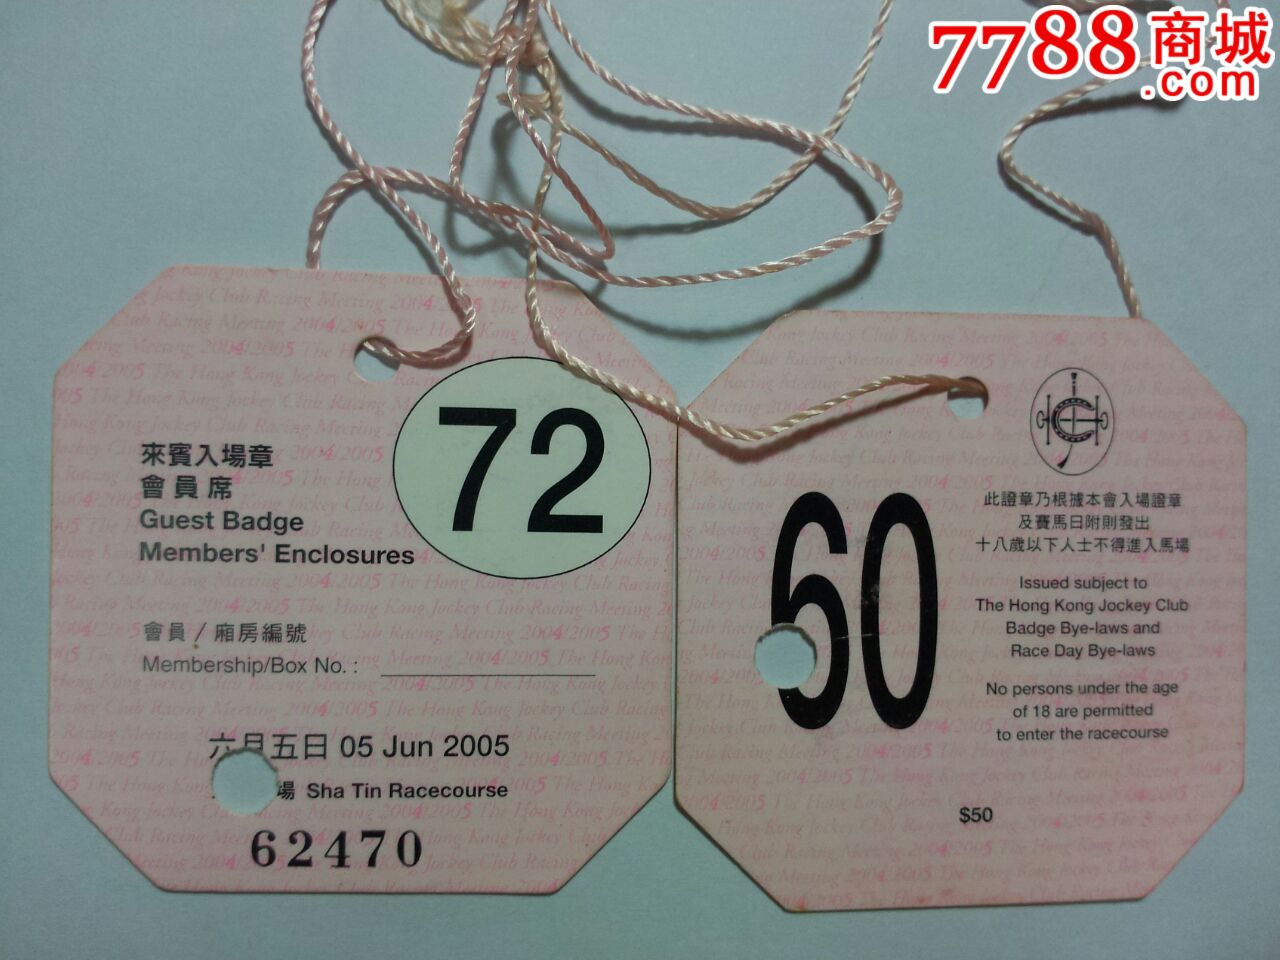 7788商城
.com
來賓入場章
會員席
Guest Badge
Members' Enclosures
72
會員 / 廂房編號
Membership/Box No. :
六月五日 05 Jun 2005
場 Sha Tin Racecourse
62470
此證章乃根據本會入場證章
及賽馬日附則發出
十八歲以下人士不得進入馬場
Issued subject to
The Hong Kong Jockey Club
Badge Bye-laws and
Race Day Bye-laws
No persons under the age
of 18 are permitted
to enter the racecourse
$50